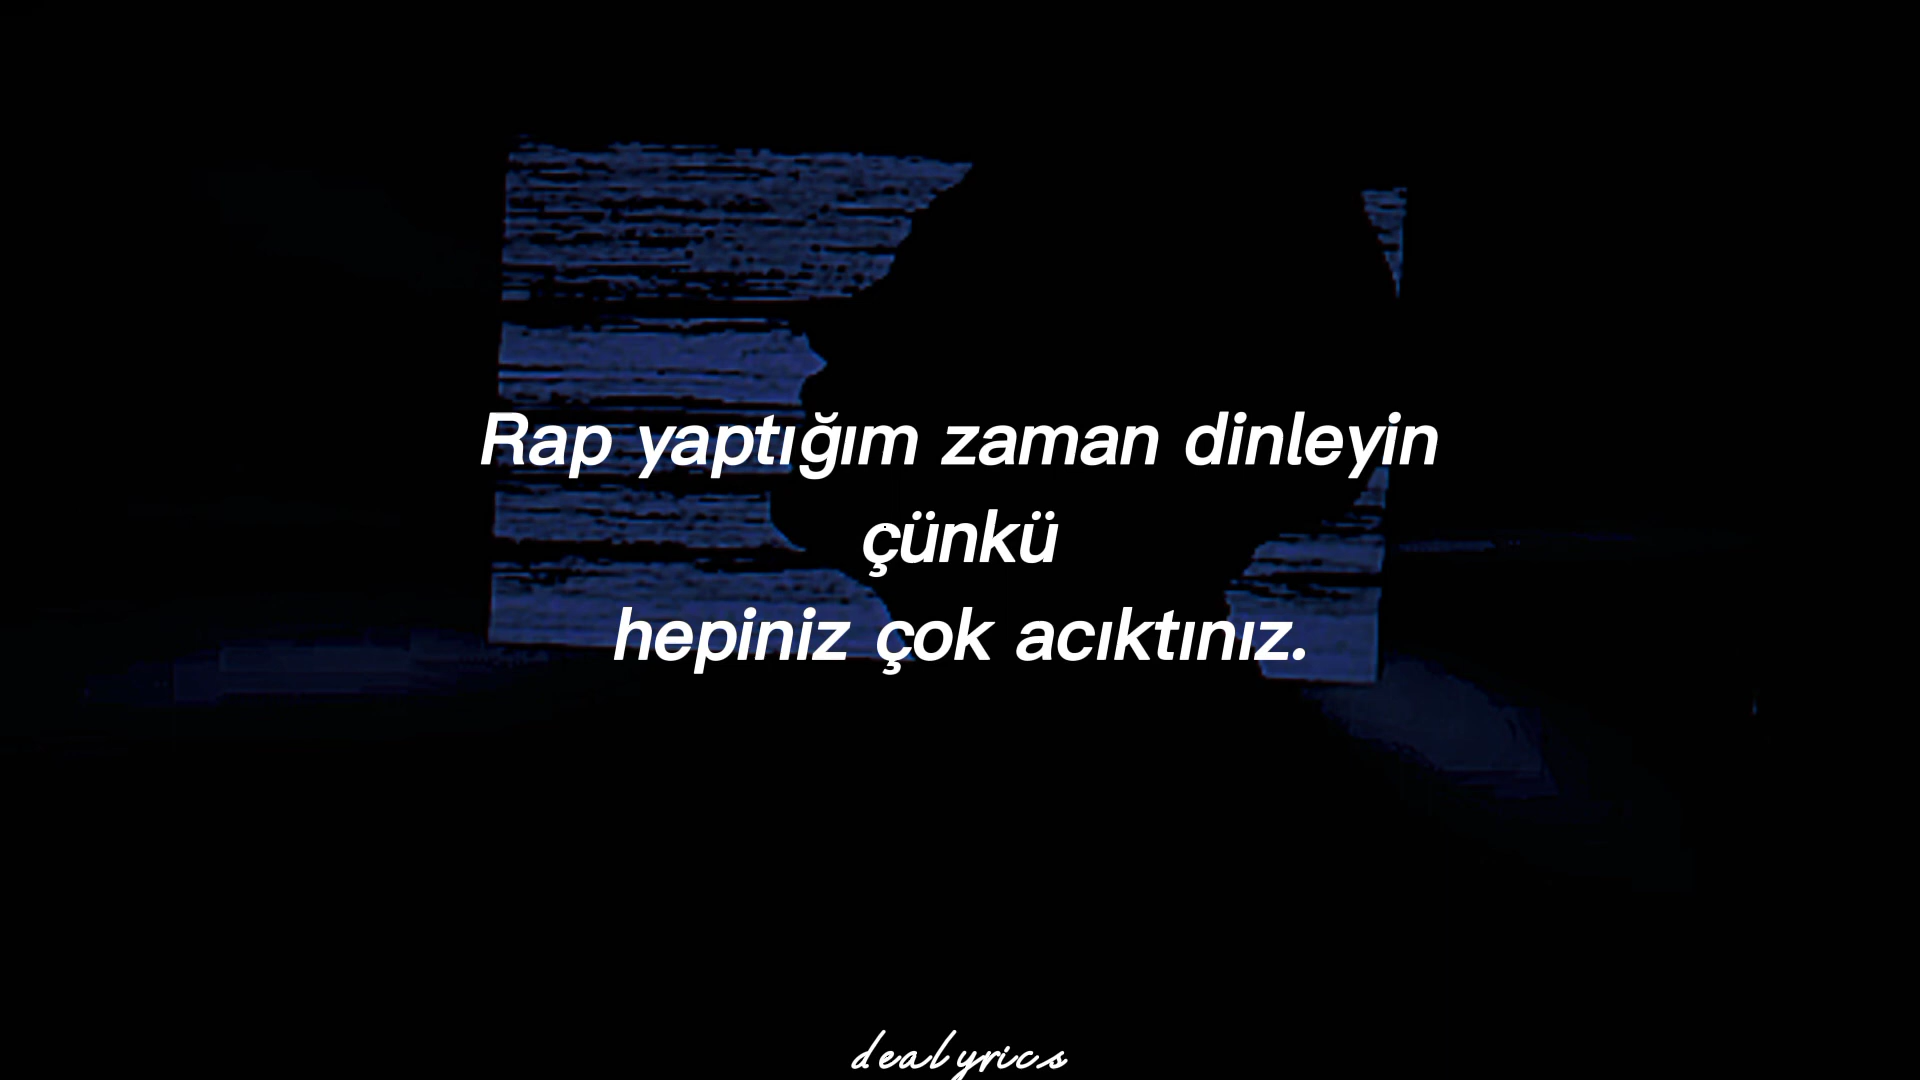 Rap yaptığım zaman dinleyin
çünkü
hepiniz çok acıktınız.
dealyrics